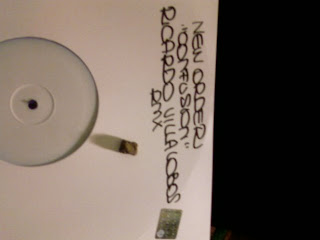 NEW ORDER
"CONFUSION"
RICARDO VILLALOBOS
RMX